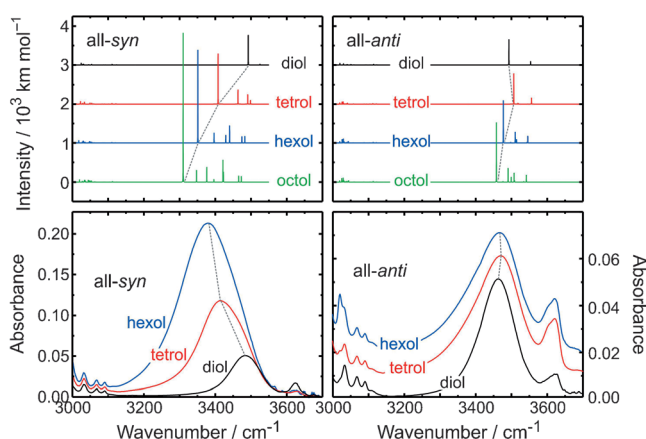 Intensity / 10³ km mol⁻¹
4
3
2
1
0
all-syn
diol
tetrol
hexol
octol
all-anti
diol
tetrol
hexol
octol
Absorbance
0.20
0.15
0.10
0.05
0.00
all-syn
hexol
tetrol
diol
3000 3200 3400 3600
Wavenumber / cm⁻¹
all-anti
hexol
tetrol
diol
3000 3200 3400 3600
Wavenumber / cm⁻¹
0.06
0.04
0.02
0.00
Absorbance